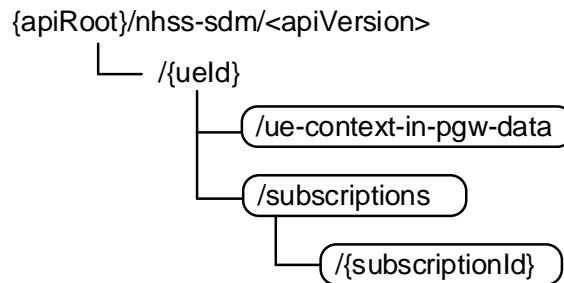 {apiRoot}/nhss-sdm/<apiVersion>
/{ueId}
/ue-context-in-pgw-data
/subscriptions
/{subscriptionId}